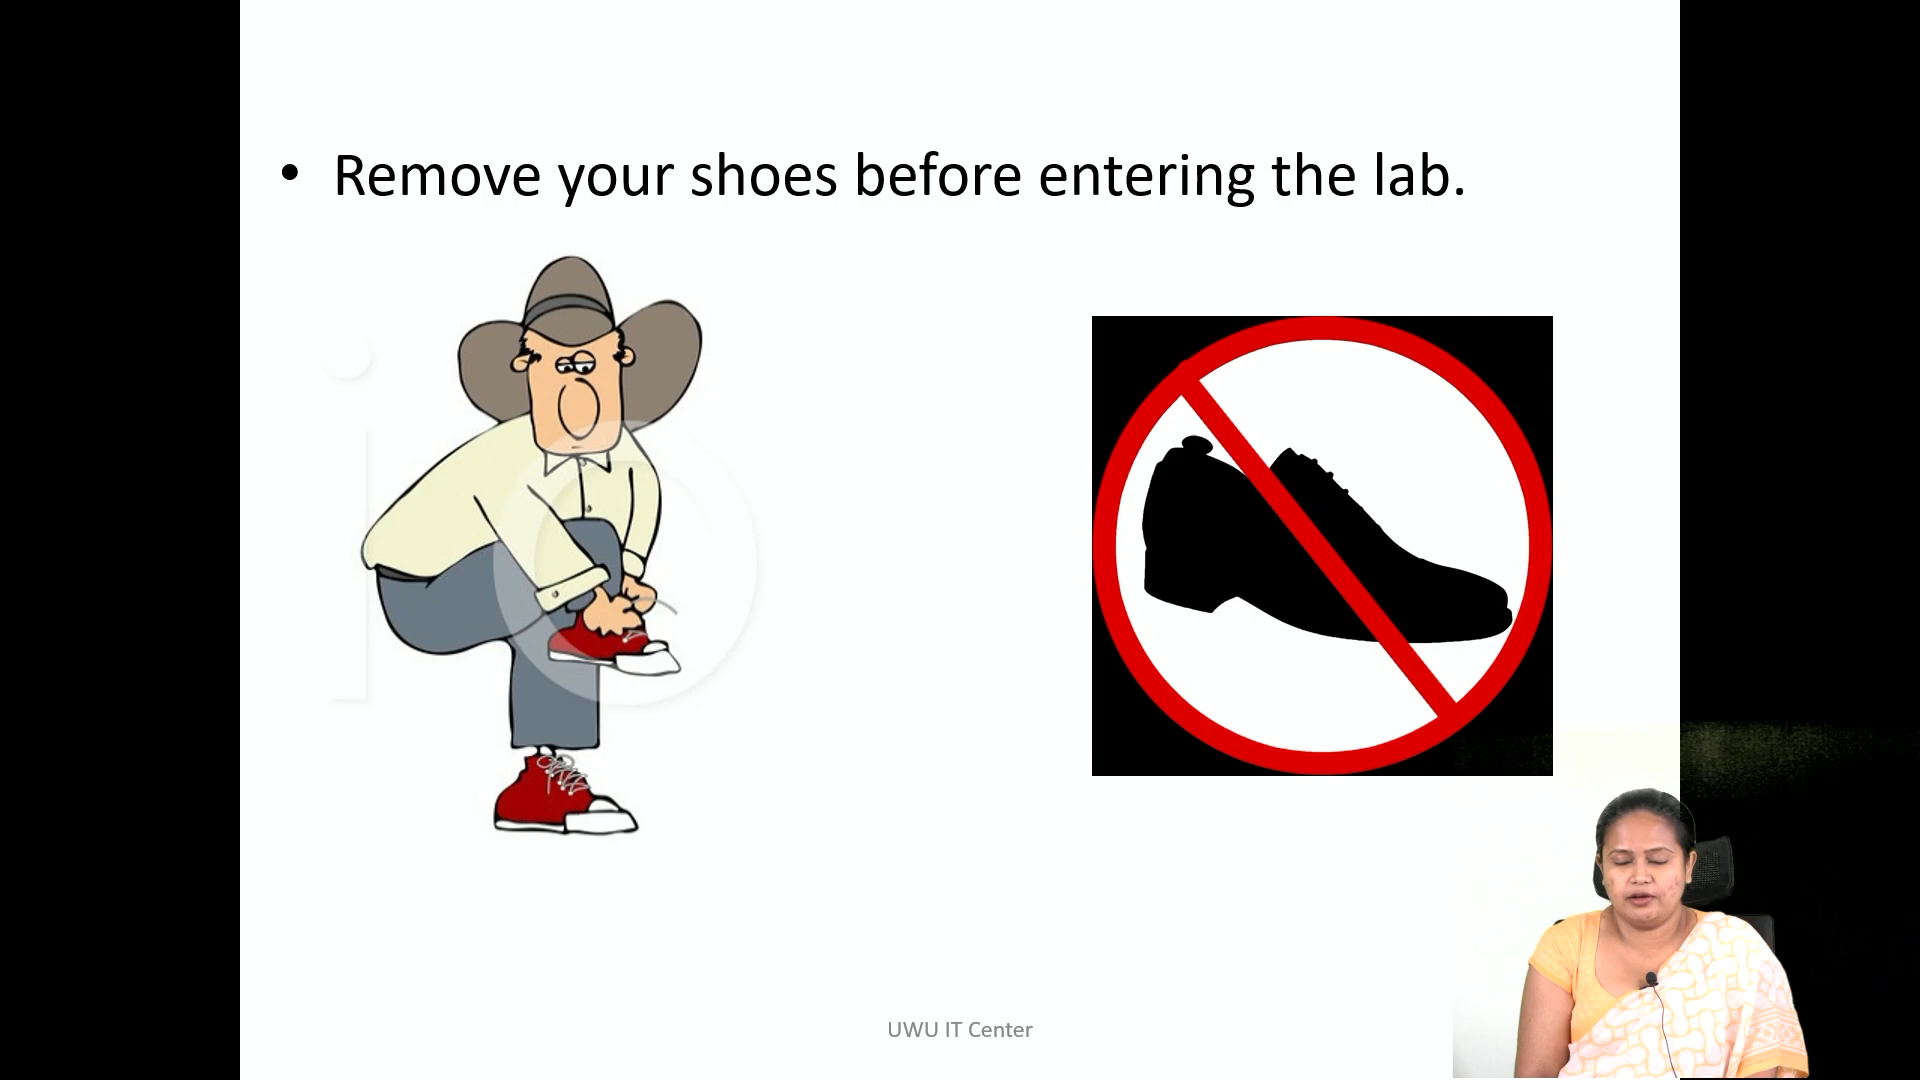 • Remove your shoes before entering the lab.
UWU IT Center